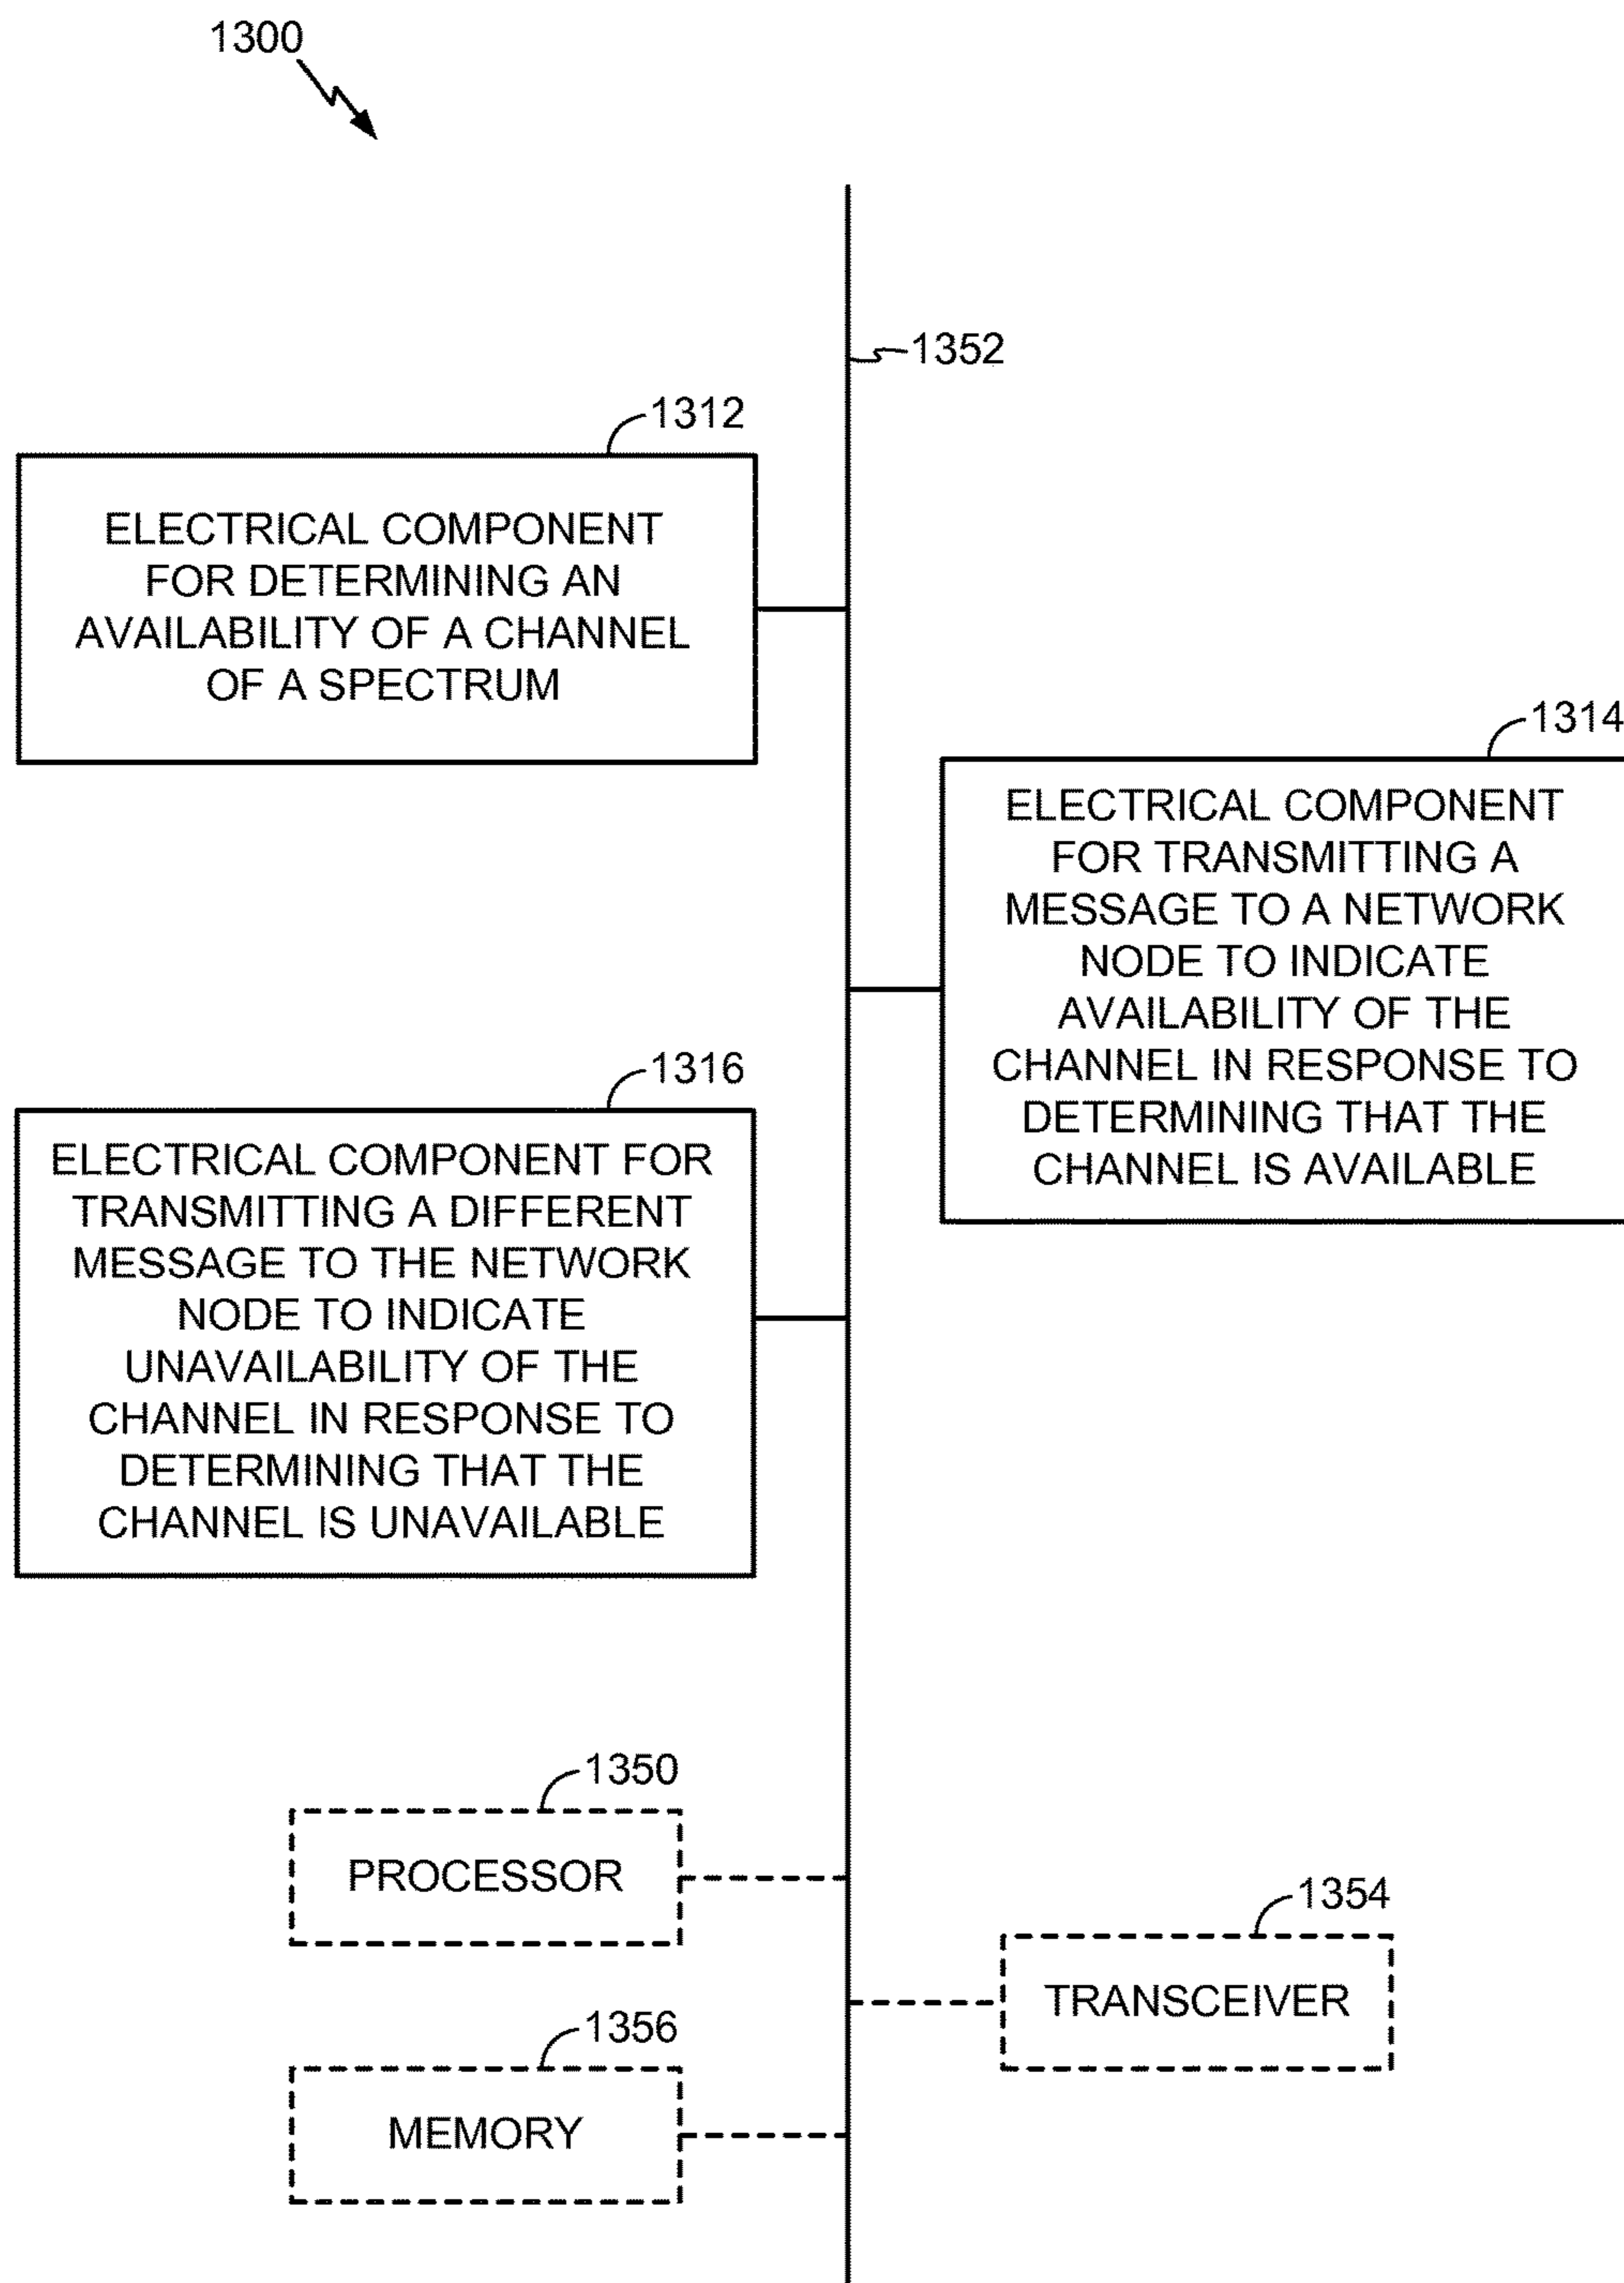 1300
1352
1312
ELECTRICAL COMPONENT
FOR DETERMINING AN
AVAILABILITY OF A CHANNEL
OF A SPECTRUM
1314
ELECTRICAL COMPONENT
FOR TRANSMITTING A
MESSAGE TO A NETWORK
NODE TO INDICATE
AVAILABILITY OF THE
CHANNEL IN RESPONSE TO
DETERMINING THAT THE
CHANNEL IS AVAILABLE
1316
ELECTRICAL COMPONENT FOR
TRANSMITTING A DIFFERENT
MESSAGE TO THE NETWORK
NODE TO INDICATE
UNAVAILABILITY OF THE
CHANNEL IN RESPONSE TO
DETERMINING THAT THE
CHANNEL IS UNAVAILABLE
1350
PROCESSOR
1354
TRANSCEIVER
1356
MEMORY